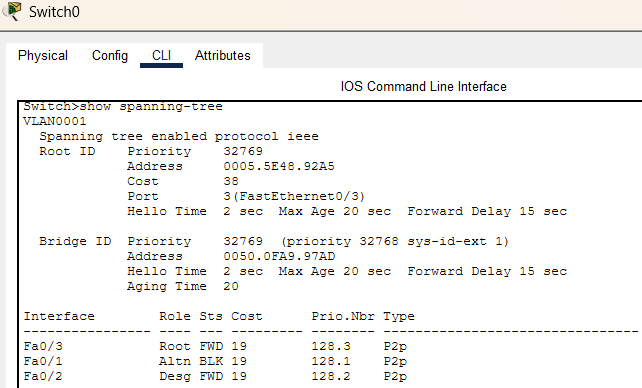 Switch0
Physical Config CLI Attributes
IOS Command Line Interface
Switch>show spanning-tree
VLAN0001
  Spanning tree enabled protocol ieee
  Root ID    Priority    32769
             Address     0005.5E48.92A5
             Cost        38
             Port        3(FastEthernet0/3)
             Hello Time  2 sec  Max Age 20 sec  Forward Delay 15 sec

  Bridge ID  Priority    32769  (priority 32768 sys-id-ext 1)
             Address     0050.0FA9.97AD
             Hello Time  2 sec  Max Age 20 sec  Forward Delay 15 sec
             Aging Time  20

Interface        Role Sts Cost      Prio.Nbr Type
---------------- ---- --- --------- -------- --------------------------------
Fa0/3            Root FWD 19        128.3    P2p
Fa0/1            Altn BLK 19        128.1    P2p
Fa0/2            Desg FWD 19        128.2    P2p